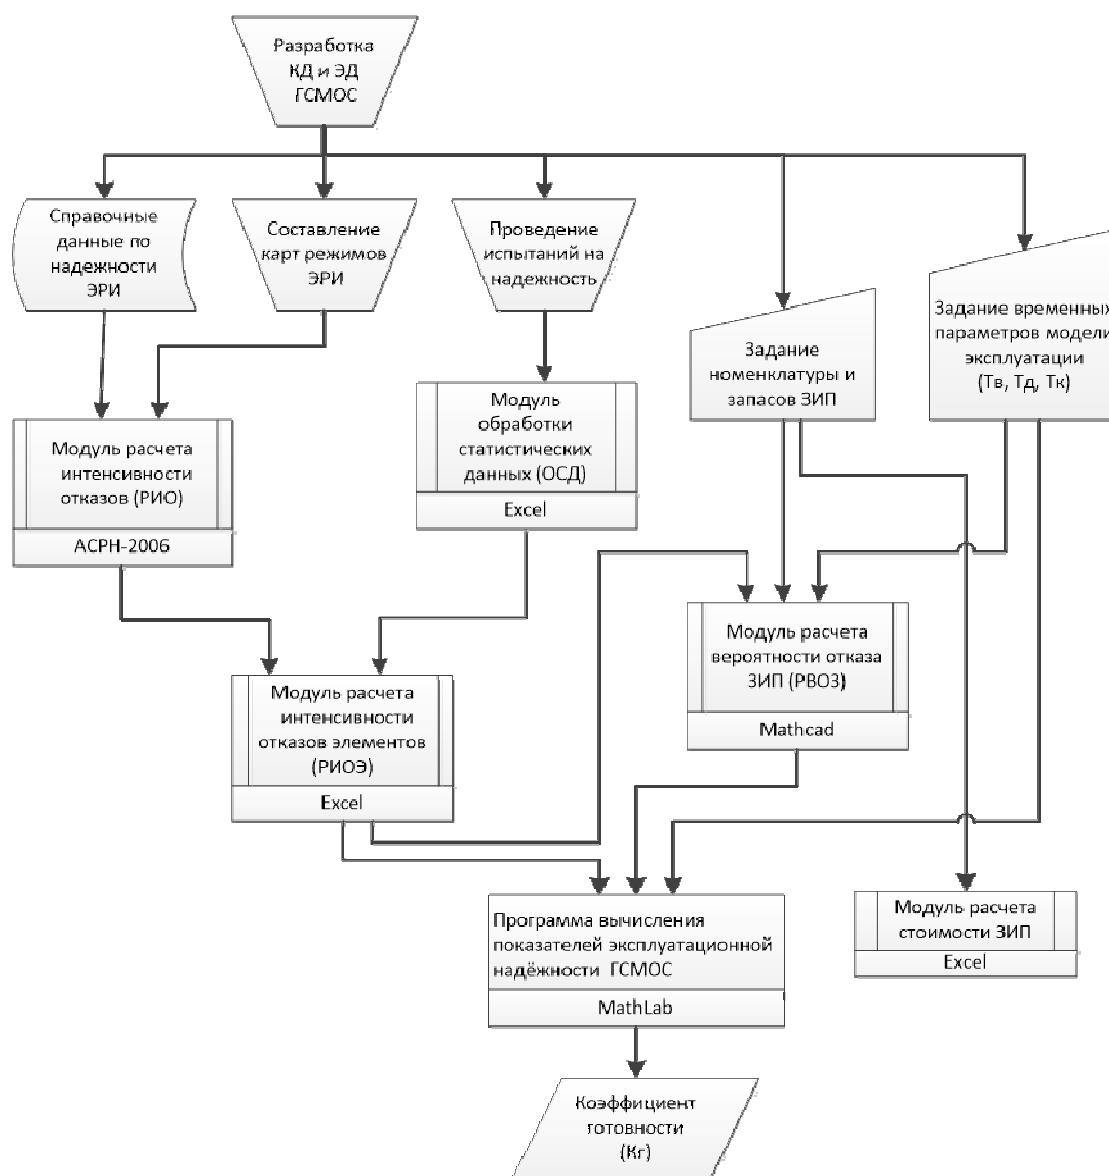 Разработка
КД и ЭД
ГСМОС
Справочные
данные по
надежности
ЭРИ
Составление
карт режимов
ЭРИ
Проведение
испытаний на
надежность
Задание
номенклатуры и
запасов ЗИП
Задание временных
параметров модели
эксплуатации
(Тв, Тд, Тк)
Модуль расчета
интенсивности
отказов (РИО)
АСРН-2006
Модуль
обработки
статистических
данных (ОСД)
Excel
Модуль расчета
вероятности отказа
ЗИП (РВОЗ)
Mathcad
Модуль расчета
интенсивности
отказов элементов
(РИОЭ)
Excel
Программа вычисления
показателей эксплуатационной
надёжности ГСМОС
MathLab
Модуль расчета
стоимости ЗИП
Excel
Коэффициент
готовности
(Кг)